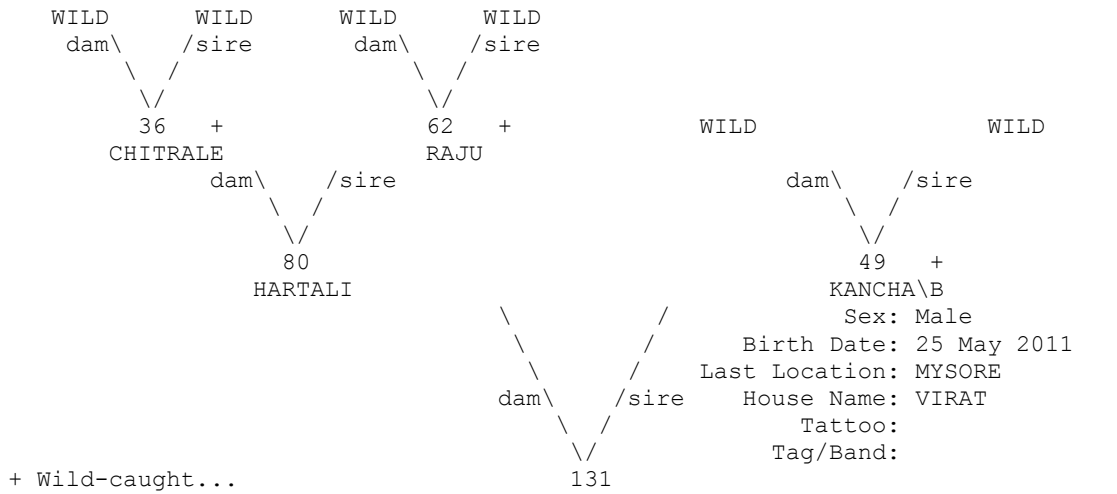 WILD WILD WILD WILD
dam\ /sire dam\ /sire
\ / \ /
\/ \/
36 + 62 + WILD WILD
CHITRALE RAJU
dam\ /sire dam\ /sire
\ / \ /
\/ \/
80 49 +
HARTALI KANCHA\B
\ / Sex: Male
\ / Birth Date: 25 May 2011
\ / Last Location: MYSORE
dam\ /sire House Name: VIRAT
\ / Tattoo:
\/ Tag/Band:
+ Wild-caught... 131